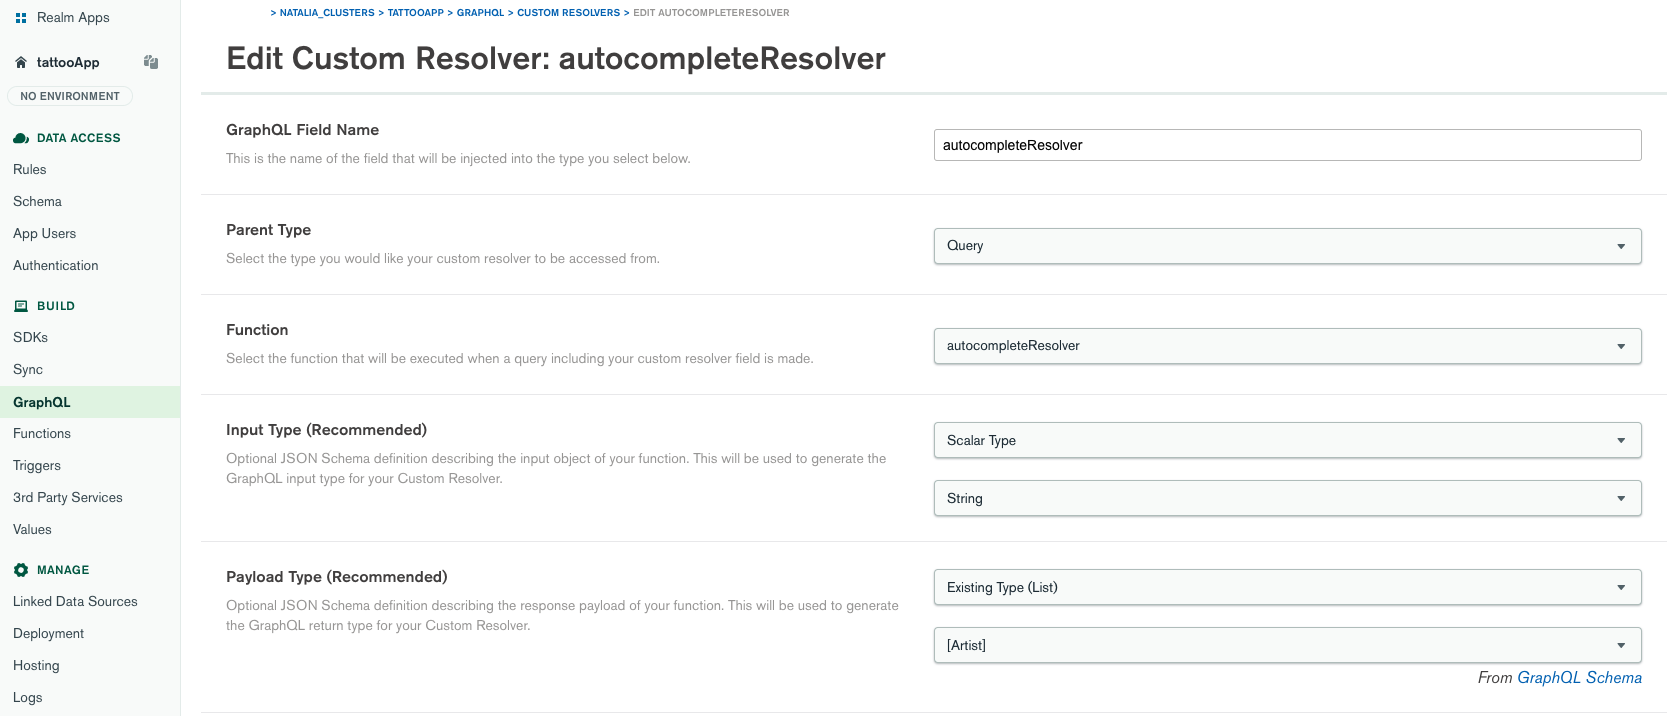 Realm Apps
tattooApp
NO ENVIRONMENT
DATA ACCESS
Rules
Schema
App Users
Authentication
BUILD
SDKs
Sync
GraphQL
Functions
Triggers
3rd Party Services
Values
MANAGE
Linked Data Sources
Deployment
Hosting
Logs
> NATALIA_CLUSTERS > TATTOOAPP > GRAPHQL > CUSTOM RESOLVERS > EDIT AUTOCOMPLETERESOLVER
Edit Custom Resolver: autocompleteResolver
GraphQL Field Name
This is the name of the field that will be injected into the type you select below.
autocompleteResolver
Parent Type
Select the type you would like your custom resolver to be accessed from.
Query
Function
Select the function that will be executed when a query including your custom resolver field is made.
autocompleteResolver
Input Type (Recommended)
Optional JSON Schema definition describing the input object of your function. This will be used to generate the
GraphQL input type for your Custom Resolver.
Scalar Type
String
Payload Type (Recommended)
Optional JSON Schema definition describing the response payload of your function. This will be used to generate
the GraphQL return type for your Custom Resolver.
Existing Type (List)
[Artist]
From GraphQL Schema